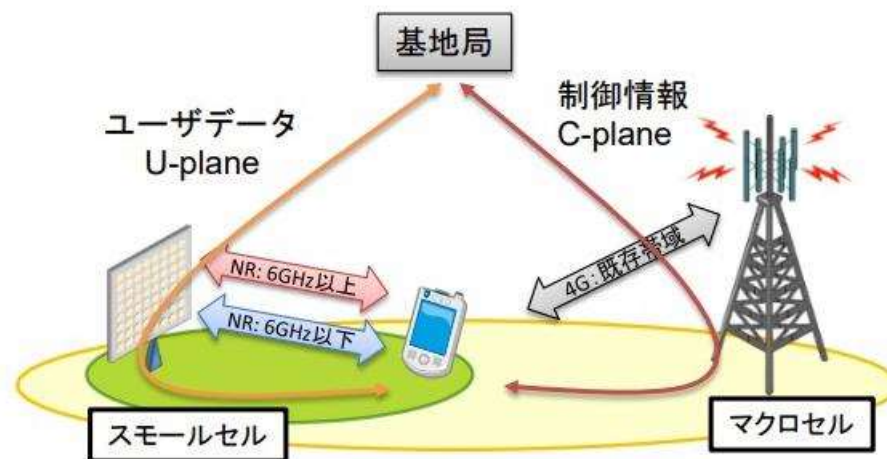 基地局
ユーザデータ
U-plane
制御情報
C-plane
NR: 6GHz以上
NR: 6GHz以下
4G: 既存帯域
スモールセル
マクロセル